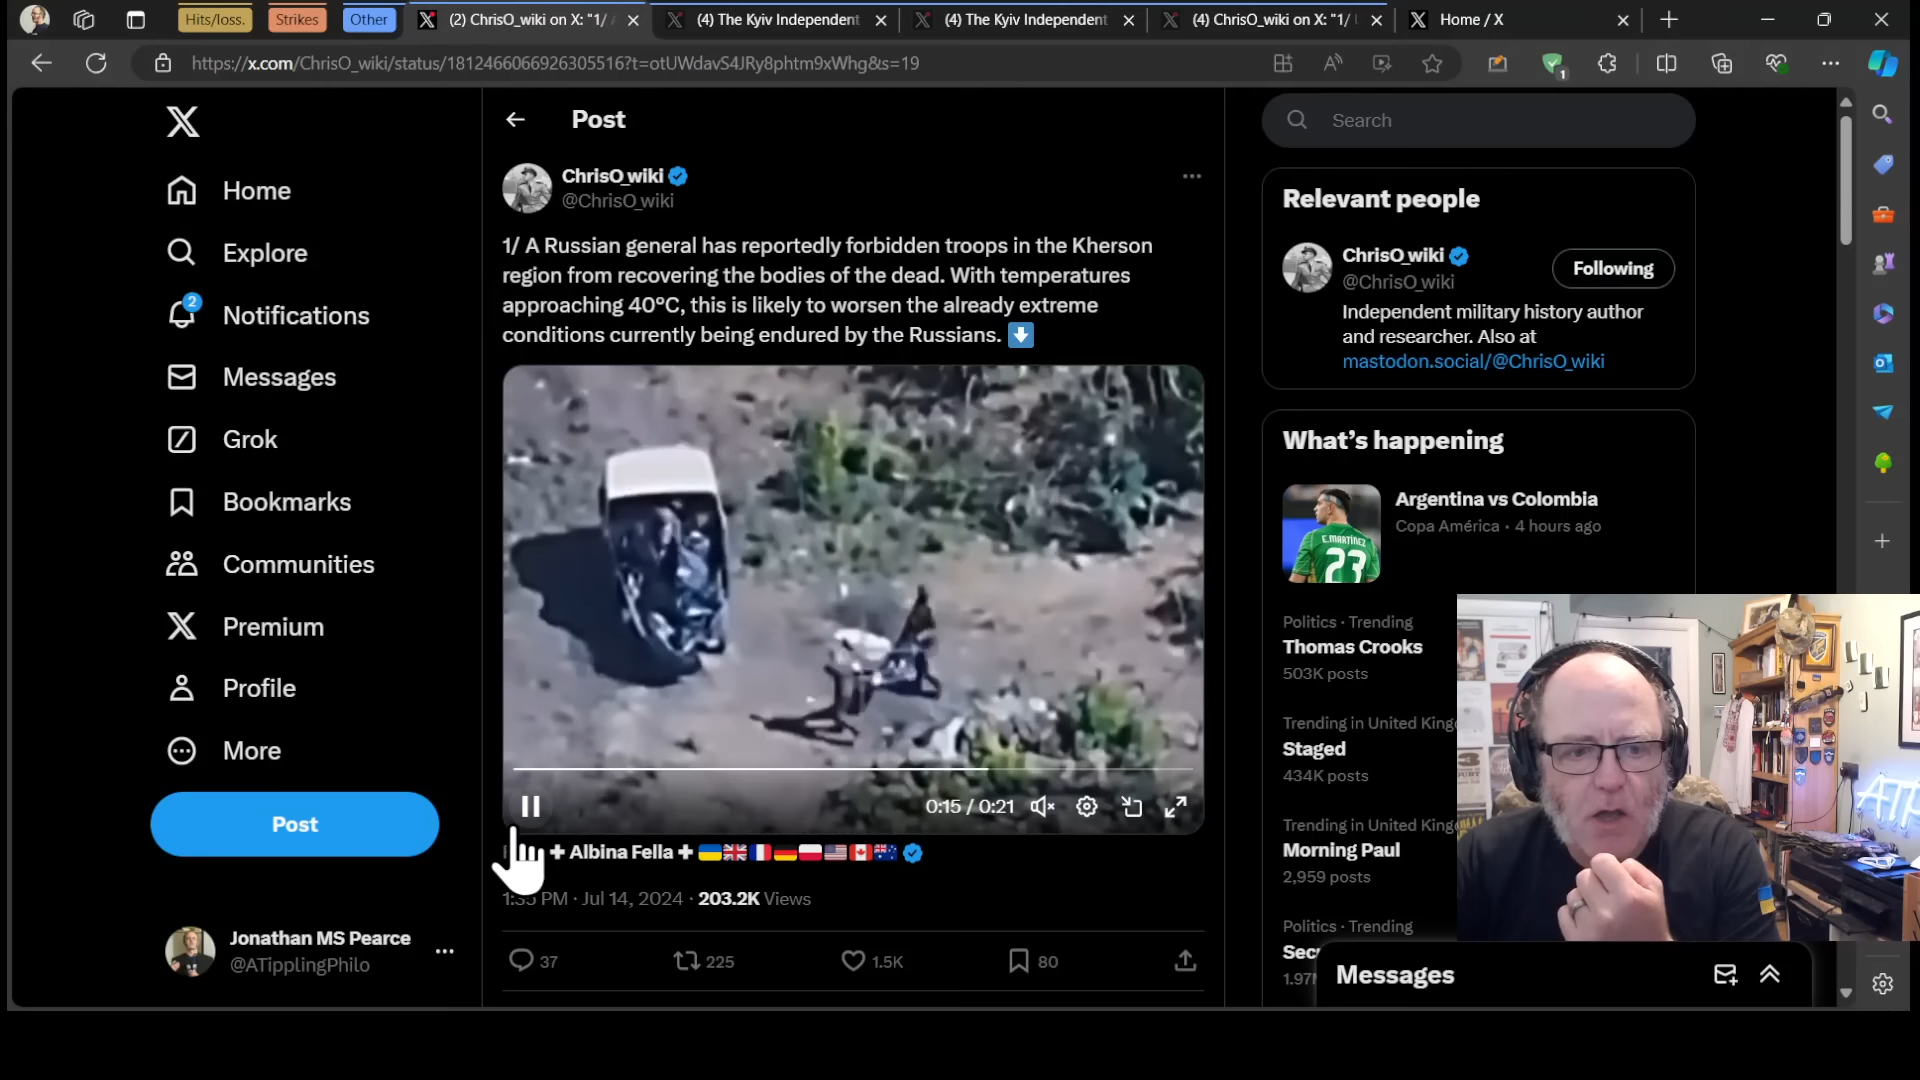 Hits/loss.
Strikes
Other
(2) ChrisO_wiki on X: "1/
(4) The Kyiv Independent
(4) The Kyiv Independent
(4) ChrisO_wiki on X: "1/
Home / X
https://x.com/ChrisO_wiki/status/1812466066926305516?t=otUWdavS4JRy8phtm9xWhg&s=19
1
Home
Explore
2
Notifications
Messages
Grok
Bookmarks
Communities
Premium
Profile
More
Post
Jonathan MS Pearce
@ATipplingPhilo
Post
ChrisO_wiki
@ChrisO_wiki
1/ A Russian general has reportedly forbidden troops in the Kherson
region from recovering the bodies of the dead. With temperatures
approaching 40°C, this is likely to worsen the already extreme
conditions currently being endured by the Russians.
0:15 / 0:21
Albina Fella
PM · Jul 14, 2024 · 203.2K Views
37
225
1.5K
80
Search
Relevant people
ChrisO_wiki
@ChrisO_wiki
Following
Independent military history author
and researcher. Also at
mastodon.social/@ChrisO_wiki
What's happening
Argentina vs Colombia
Copa América · 4 hours ago
E.MARTÍNEZ
23
Politics · Trending
Thomas Crooks
503K posts
Trending in United King
Staged
434K posts
Trending in United King
Morning Paul
2,959 posts
Politics · Trending
Messages